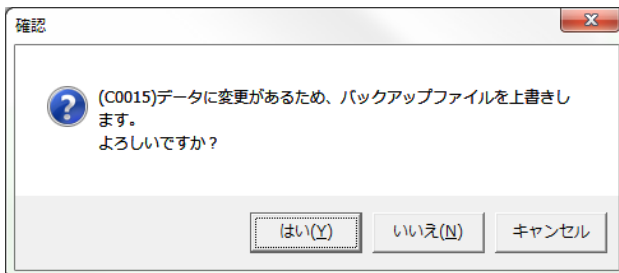 確認
(C0015)データに変更があるため、バックアップファイルを上書きし
ます。
よろしいですか？
はい(Y)
いいえ(N)
キャンセル